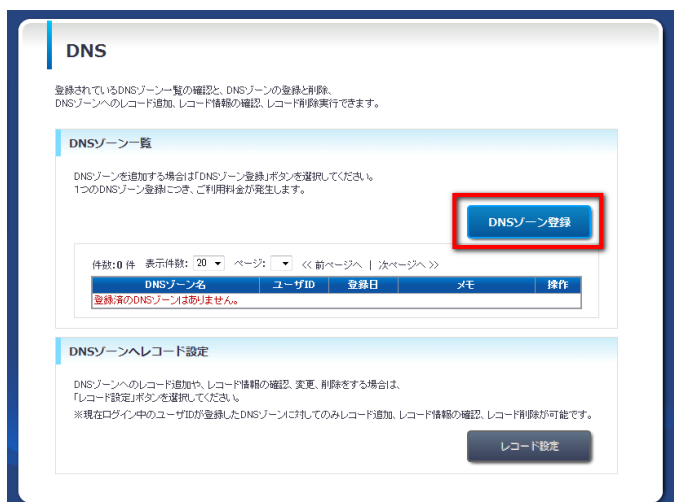 DNS
登録されているDNSゾーン一覧の確認と、DNSゾーンの登録と削除、
DNSゾーンへのレコード追加、レコード情報の確認、レコード削除実行できます。
DNSゾーン一覧
DNSゾーンを追加する場合は「DNSゾーン登録」ボタンを選択してください。
1つのDNSゾーン登録につき、ご利用料金が発生します。
DNSゾーン登録
件数:0 件 表示件数: 20 ページ: << 前ページへ | 次ページへ >>
DNSゾーン名 ユーザID 登録日 メモ 操作
登録済のDNSゾーンはありません。
DNSゾーンへレコード設定
DNSゾーンへのレコード追加や、レコード情報の確認、変更、削除をする場合は、
「レコード設定」ボタンを選択してください。
※現在ログイン中のユーザIDが登録したDNSゾーンに対してのみレコード追加、レコード情報の確認、レコード削除が可能です。
レコード設定